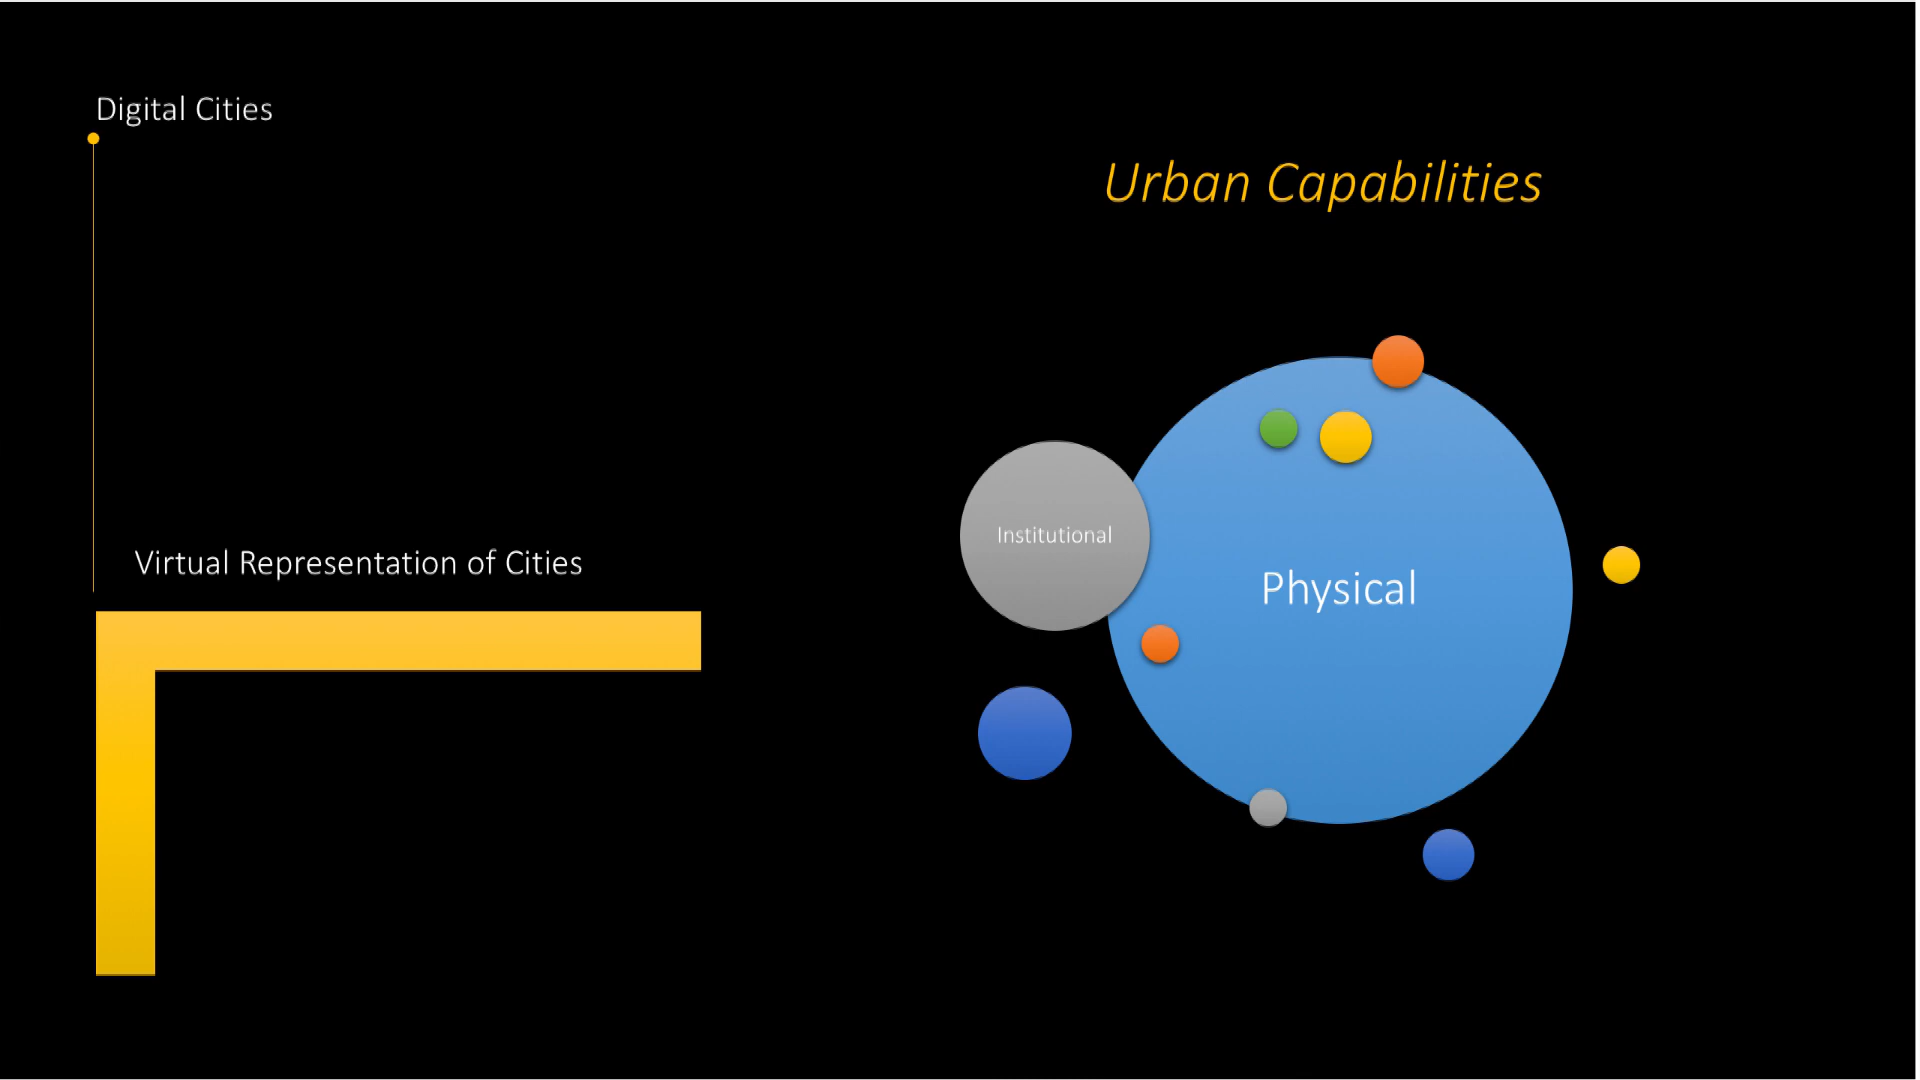 Digital Cities
Urban Capabilities
Institutional
Physical
Virtual Representation of Cities